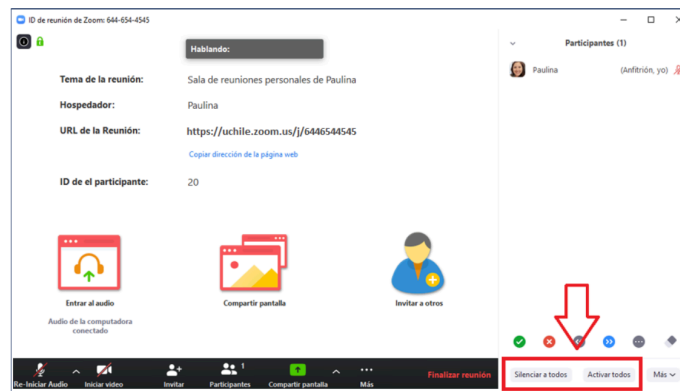 ID de reunión de Zoom: 644-654-4545
Hablando:
Participantes (1)
Paulina (Anfitrión, yo)
Tema de la reunión: Sala de reuniones personales de Paulina
Hospedador: Paulina
URL de la Reunión: https://uchile.zoom.us/j/6446544545
Copiar dirección de la página web
ID de el participante: 20
Entrar al audio
Compartir pantalla
Invitar a otros
Audio de la computadora
conectado
Re-Iniciar Audio
Iniciar video
Invitar
Participantes 1
Compartir pantalla
Más
Finalizar reunión
Silenciar a todos
Activar todos
Más